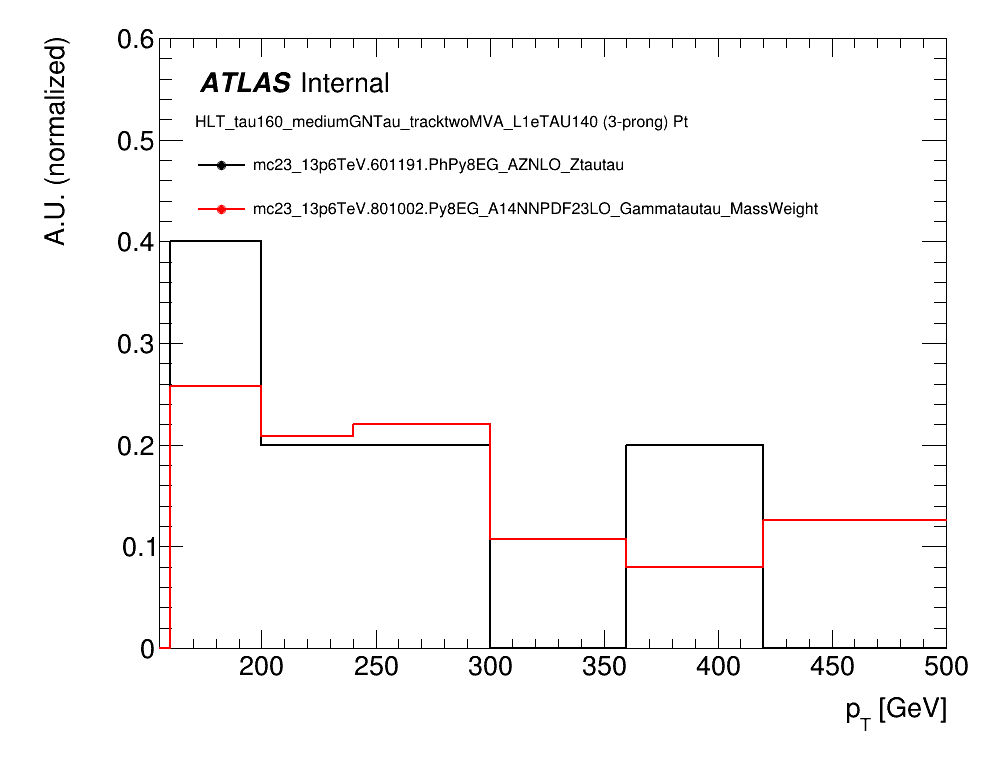 A.U. (normalized)
0.6
0.5
0.4
0.3
0.2
0.1
0
ATLAS Internal
HLT_tau160_mediumGNTau_tracktwoMVA_L1eTAU140 (3-prong) Pt
mc23_13p6TeV.601191.PhPy8EG_AZNLO_Ztautau
mc23_13p6TeV.801002.Py8EG_A14NNPDF23LO_Gammatautau_MassWeight
200 250 300 350 400 450 500
p_T [GeV]